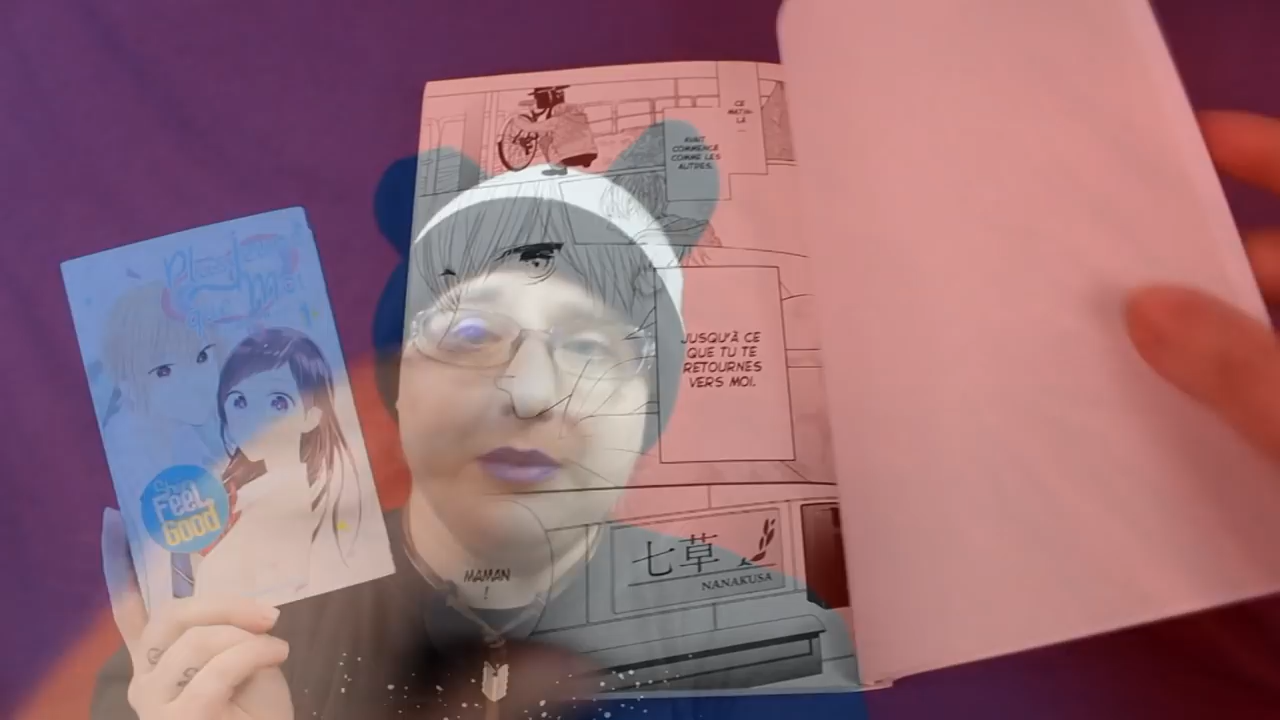 CE
MATIN-
LÀ
...
AVAIT
COMMENCÉ
COMME LES
AUTRES,
JUSQU'À CE
QUE TU TE
RETOURNES
VERS MOI.
七草
NANAKUSA
MAMAN
!
FEEL
Good